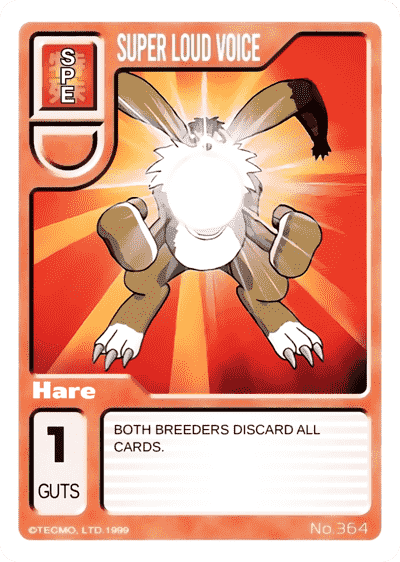 SPE
SUPER LOUD VOICE
Hare
1
GUTS
BOTH BREEDERS DISCARD ALL
CARDS.
©TECMO, LTD.1999
No.364